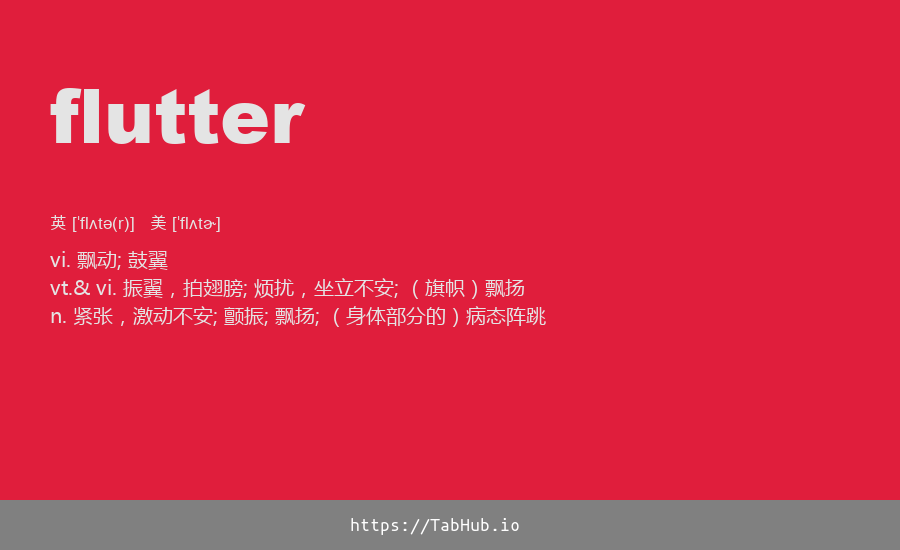 flutter
英 ['flʌtə(r)] 美 ['flʌtɚ]
vi. 飘动; 鼓翼
vt.& vi. 振翼，拍翅膀; 烦扰，坐立不安; （旗帜）飘扬
n. 紧张，激动不安; 颤振; 飘扬; （身体部分的）病态阵跳
https://TabHub.io